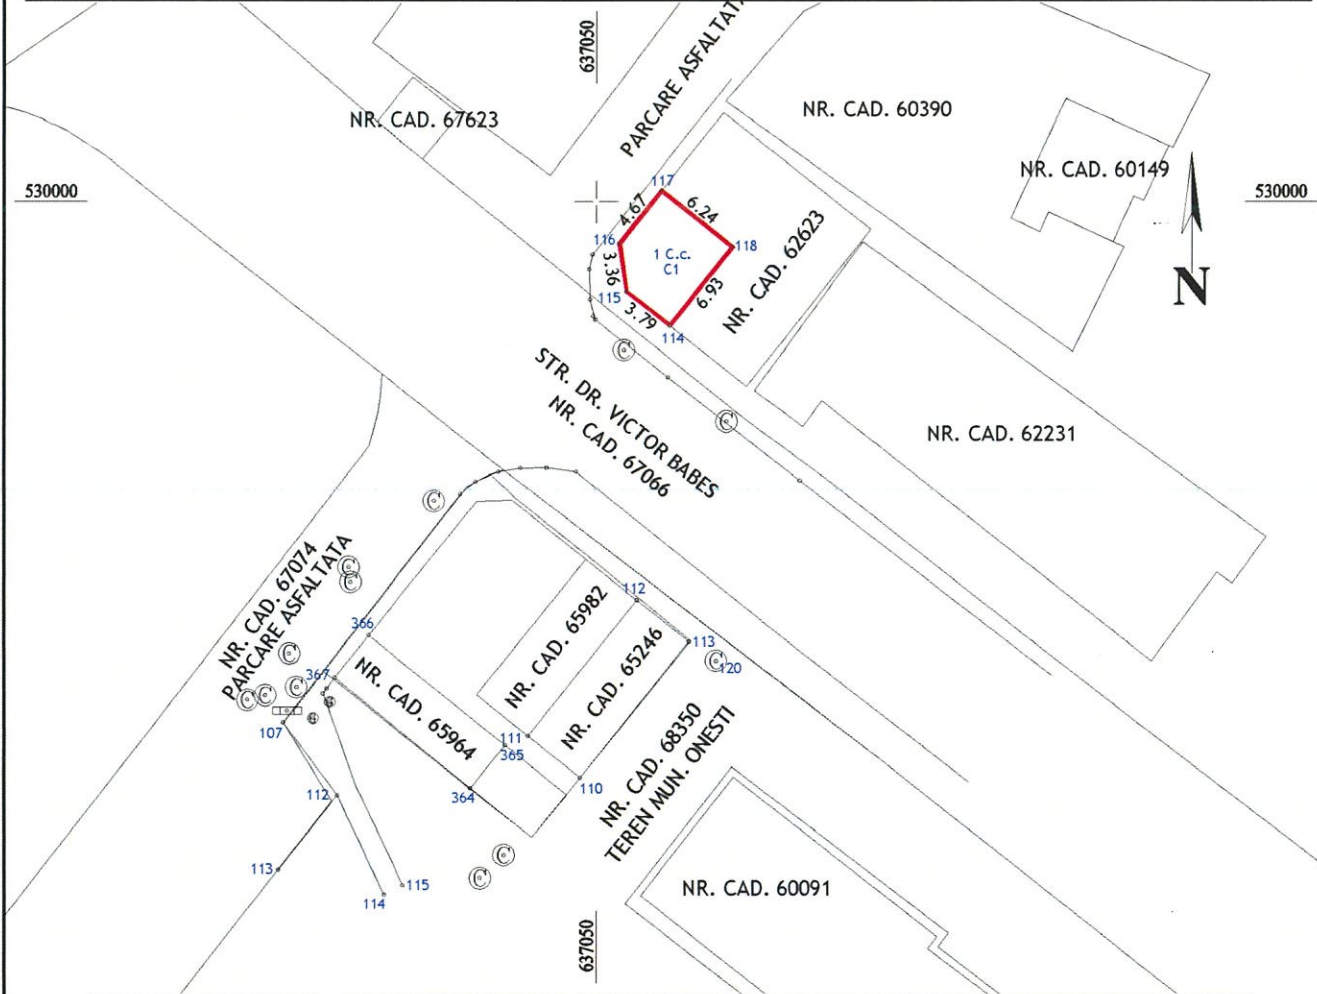 637050
PARCARE ASFALTATA
NR. CAD. 67623
NR. CAD. 60390
NR. CAD. 60149
530000
530000
117
6.24
4.67
116
118
1 C.c.
C1
3.36
115
6.93
3.79
114
NR. CAD. 62623
N
STR. DR. VICTOR BABES
NR. CAD. 67066
NR. CAD. 62231
NR. CAD. 67074
PARCARE ASFALTATA
112
113
120
366
367
NR. CAD. 65982
NR. CAD. 65246
NR. CAD. 65964
107
111
365
110
364
112
NR. CAD. 68350
TEREN MUN. ONESTI
113
114
115
NR. CAD. 60091
637050